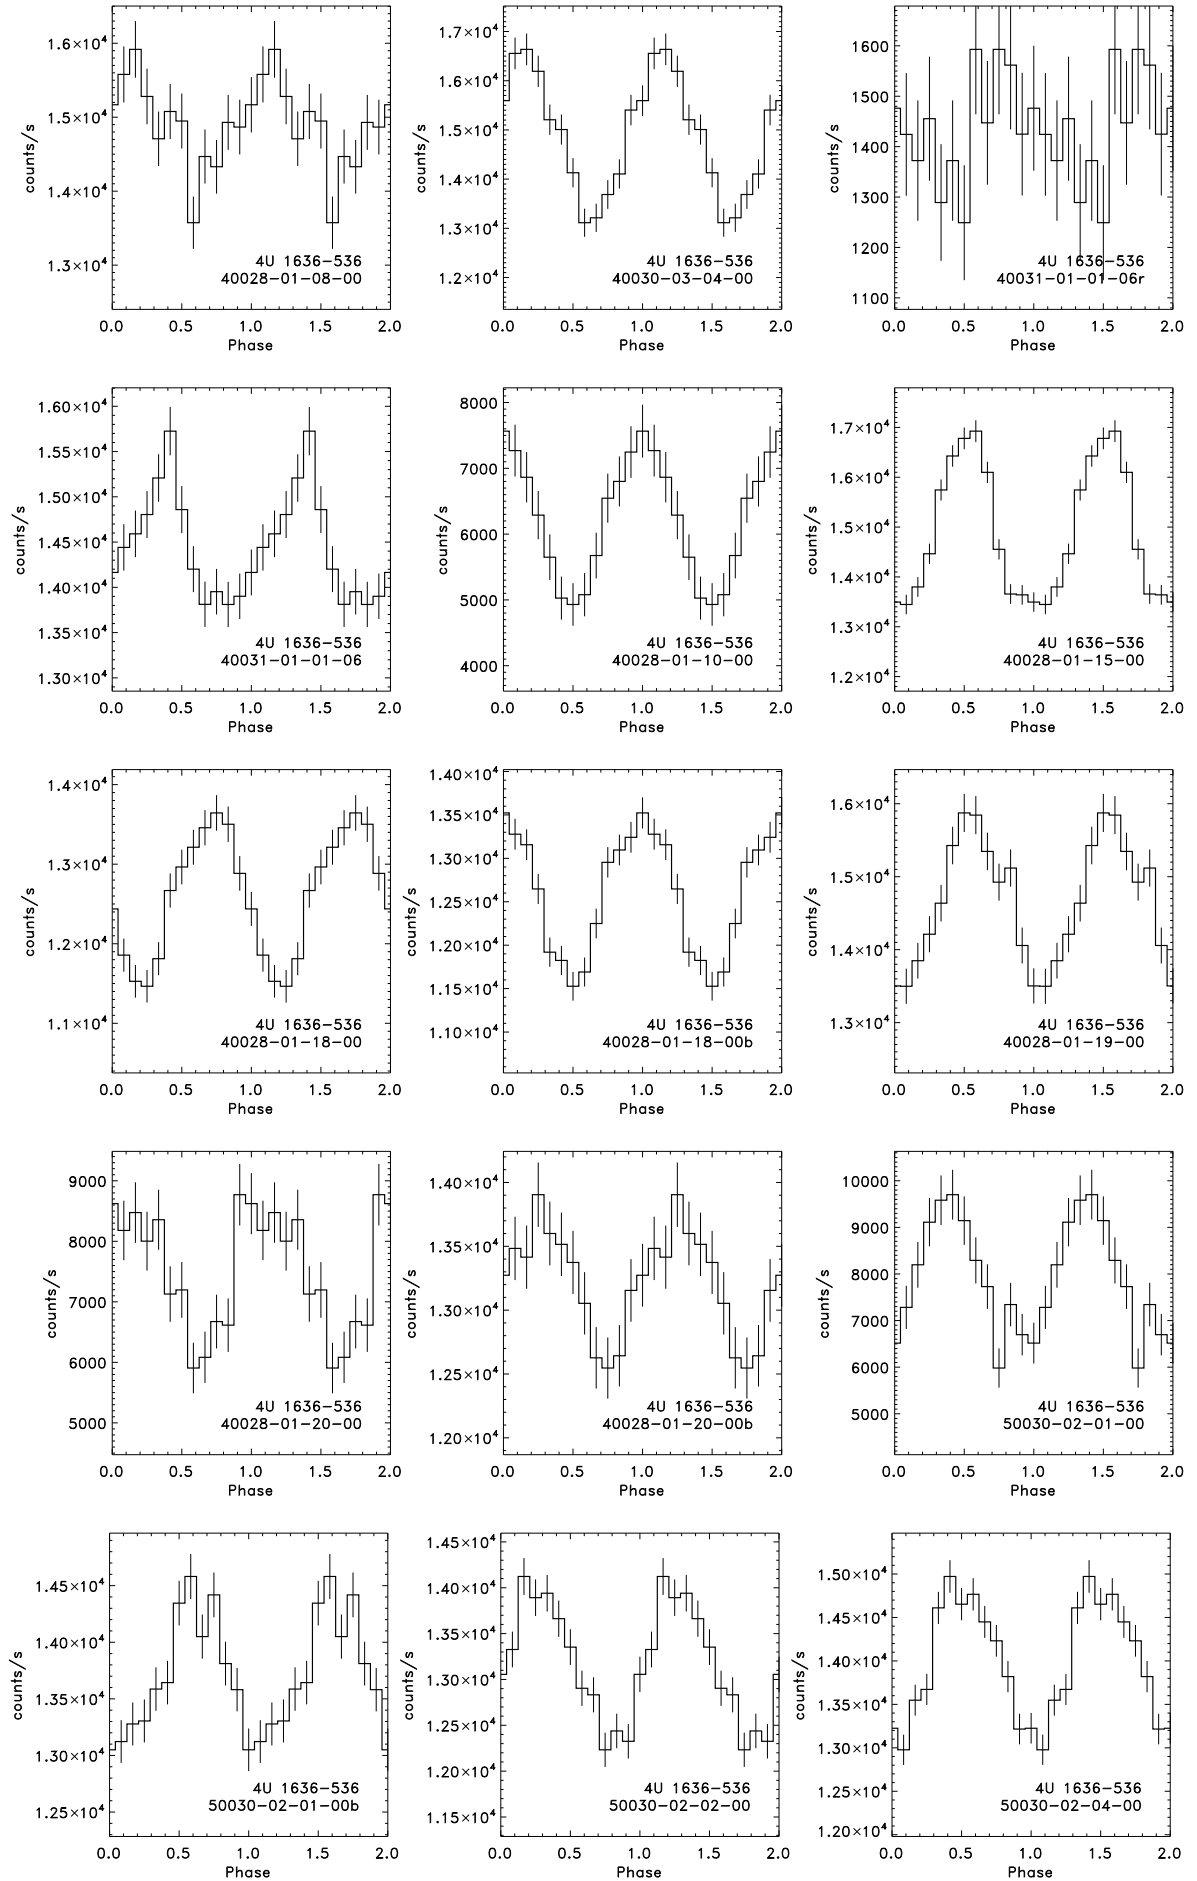 1.6×10⁴
1.5×10⁴
1.4×10⁴
1.3×10⁴
counts/s
4U 1636−536
40028−01−08−00
0.0 0.5 1.0 1.5 2.0
Phase
1.7×10⁴
1.6×10⁴
1.5×10⁴
1.4×10⁴
1.3×10⁴
1.2×10⁴
counts/s
4U 1636−536
40030−03−04−00
0.0 0.5 1.0 1.5 2.0
Phase
1600
1500
1400
1300
1200
1100
counts/s
4U 1636−536
40031−01−01−06r
0.0 0.5 1.0 1.5 2.0
Phase
1.60×10⁴
1.55×10⁴
1.50×10⁴
1.45×10⁴
1.40×10⁴
1.35×10⁴
1.30×10⁴
counts/s
4U 1636−536
40031−01−01−06
0.0 0.5 1.0 1.5 2.0
Phase
8000
7000
6000
5000
4000
counts/s
4U 1636−536
40028−01−10−00
0.0 0.5 1.0 1.5 2.0
Phase
1.7×10⁴
1.6×10⁴
1.5×10⁴
1.4×10⁴
1.3×10⁴
1.2×10⁴
counts/s
4U 1636−536
40028−01−15−00
0.0 0.5 1.0 1.5 2.0
Phase
1.4×10⁴
1.3×10⁴
1.2×10⁴
1.1×10⁴
counts/s
4U 1636−536
40028−01−18−00
0.0 0.5 1.0 1.5 2.0
Phase
1.40×10⁴
1.35×10⁴
1.30×10⁴
1.25×10⁴
1.20×10⁴
1.15×10⁴
1.10×10⁴
counts/s
4U 1636−536
40028−01−18−00b
0.0 0.5 1.0 1.5 2.0
Phase
1.6×10⁴
1.5×10⁴
1.4×10⁴
1.3×10⁴
counts/s
4U 1636−536
40028−01−19−00
0.0 0.5 1.0 1.5 2.0
Phase
9000
8000
7000
6000
5000
counts/s
4U 1636−536
40028−01−20−00
0.0 0.5 1.0 1.5 2.0
Phase
1.40×10⁴
1.35×10⁴
1.30×10⁴
1.25×10⁴
1.20×10⁴
counts/s
4U 1636−536
40028−01−20−00b
0.0 0.5 1.0 1.5 2.0
Phase
10000
9000
8000
7000
6000
5000
counts/s
4U 1636−536
50030−02−01−00
0.0 0.5 1.0 1.5 2.0
Phase
1.45×10⁴
1.40×10⁴
1.35×10⁴
1.30×10⁴
1.25×10⁴
counts/s
4U 1636−536
50030−02−01−00b
0.0 0.5 1.0 1.5 2.0
Phase
1.45×10⁴
1.40×10⁴
1.35×10⁴
1.30×10⁴
1.25×10⁴
1.20×10⁴
1.15×10⁴
counts/s
4U 1636−536
50030−02−02−00
0.0 0.5 1.0 1.5 2.0
Phase
1.50×10⁴
1.45×10⁴
1.40×10⁴
1.35×10⁴
1.30×10⁴
1.25×10⁴
1.20×10⁴
counts/s
4U 1636−536
50030−02−04−00
0.0 0.5 1.0 1.5 2.0
Phase